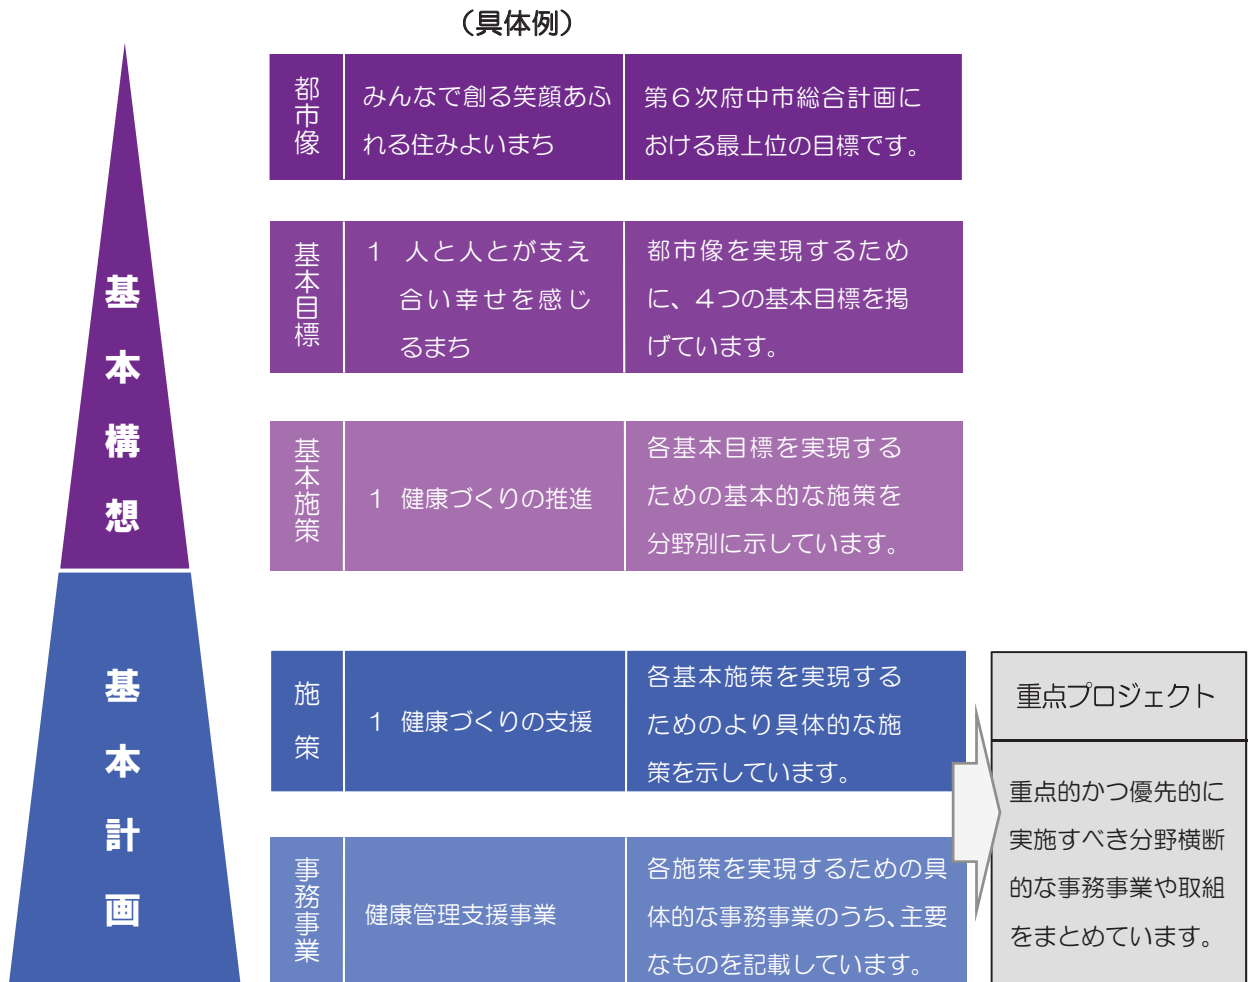 (具体例)
基本構想
都市像
みんなで創る笑顔あふ
れる住みよいまち
第6次府中市総合計画に
おける最上位の目標です。
基本目標
1 人と人とが支え
合い幸せを感じ
るまち
都市像を実現するため
に、4つの基本目標を掲
げています。
基本施策
1 健康づくりの推進
各基本目標を実現する
ための基本的な施策を
分野別に示しています。
基本計画
施策
1 健康づくりの支援
各基本施策を実現する
ためのより具体的な施
策を示しています。
事務事業
健康管理支援事業
各施策を実現するための具
体的な事務事業のうち、主要
なものを記載しています。
重点プロジェクト
重点的かつ優先的に
実施すべき分野横断
的な事務事業や取組
をまとめています。